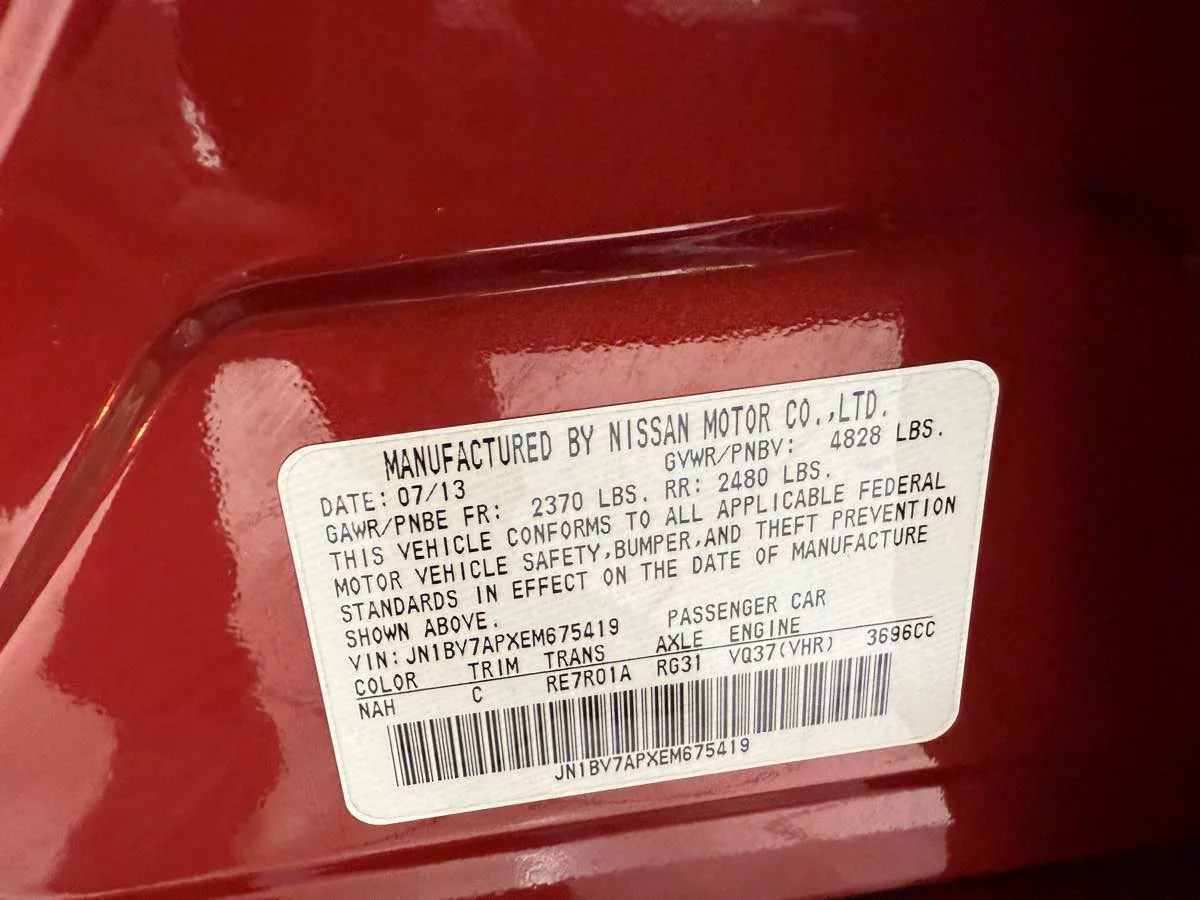 MANUFACTURED BY NISSAN MOTOR CO.,LTD.
DATE: 07/13 GVWR/PNBV: 4828 LBS.
GAWR/PNBE FR: 2370 LBS. RR: 2480 LBS.
THIS VEHICLE CONFORMS TO ALL APPLICABLE FEDERAL
MOTOR VEHICLE SAFETY,BUMPER,AND THEFT PREVENTION
STANDARDS IN EFFECT ON THE DATE OF MANUFACTURE
SHOWN ABOVE.
VIN: JN1BV7APXEM675419 PASSENGER CAR
COLOR TRIM TRANS AXLE ENGINE
NAH C RE7R01A RG31 VQ37(VHR) 3696CC
JN1BV7APXEM675419